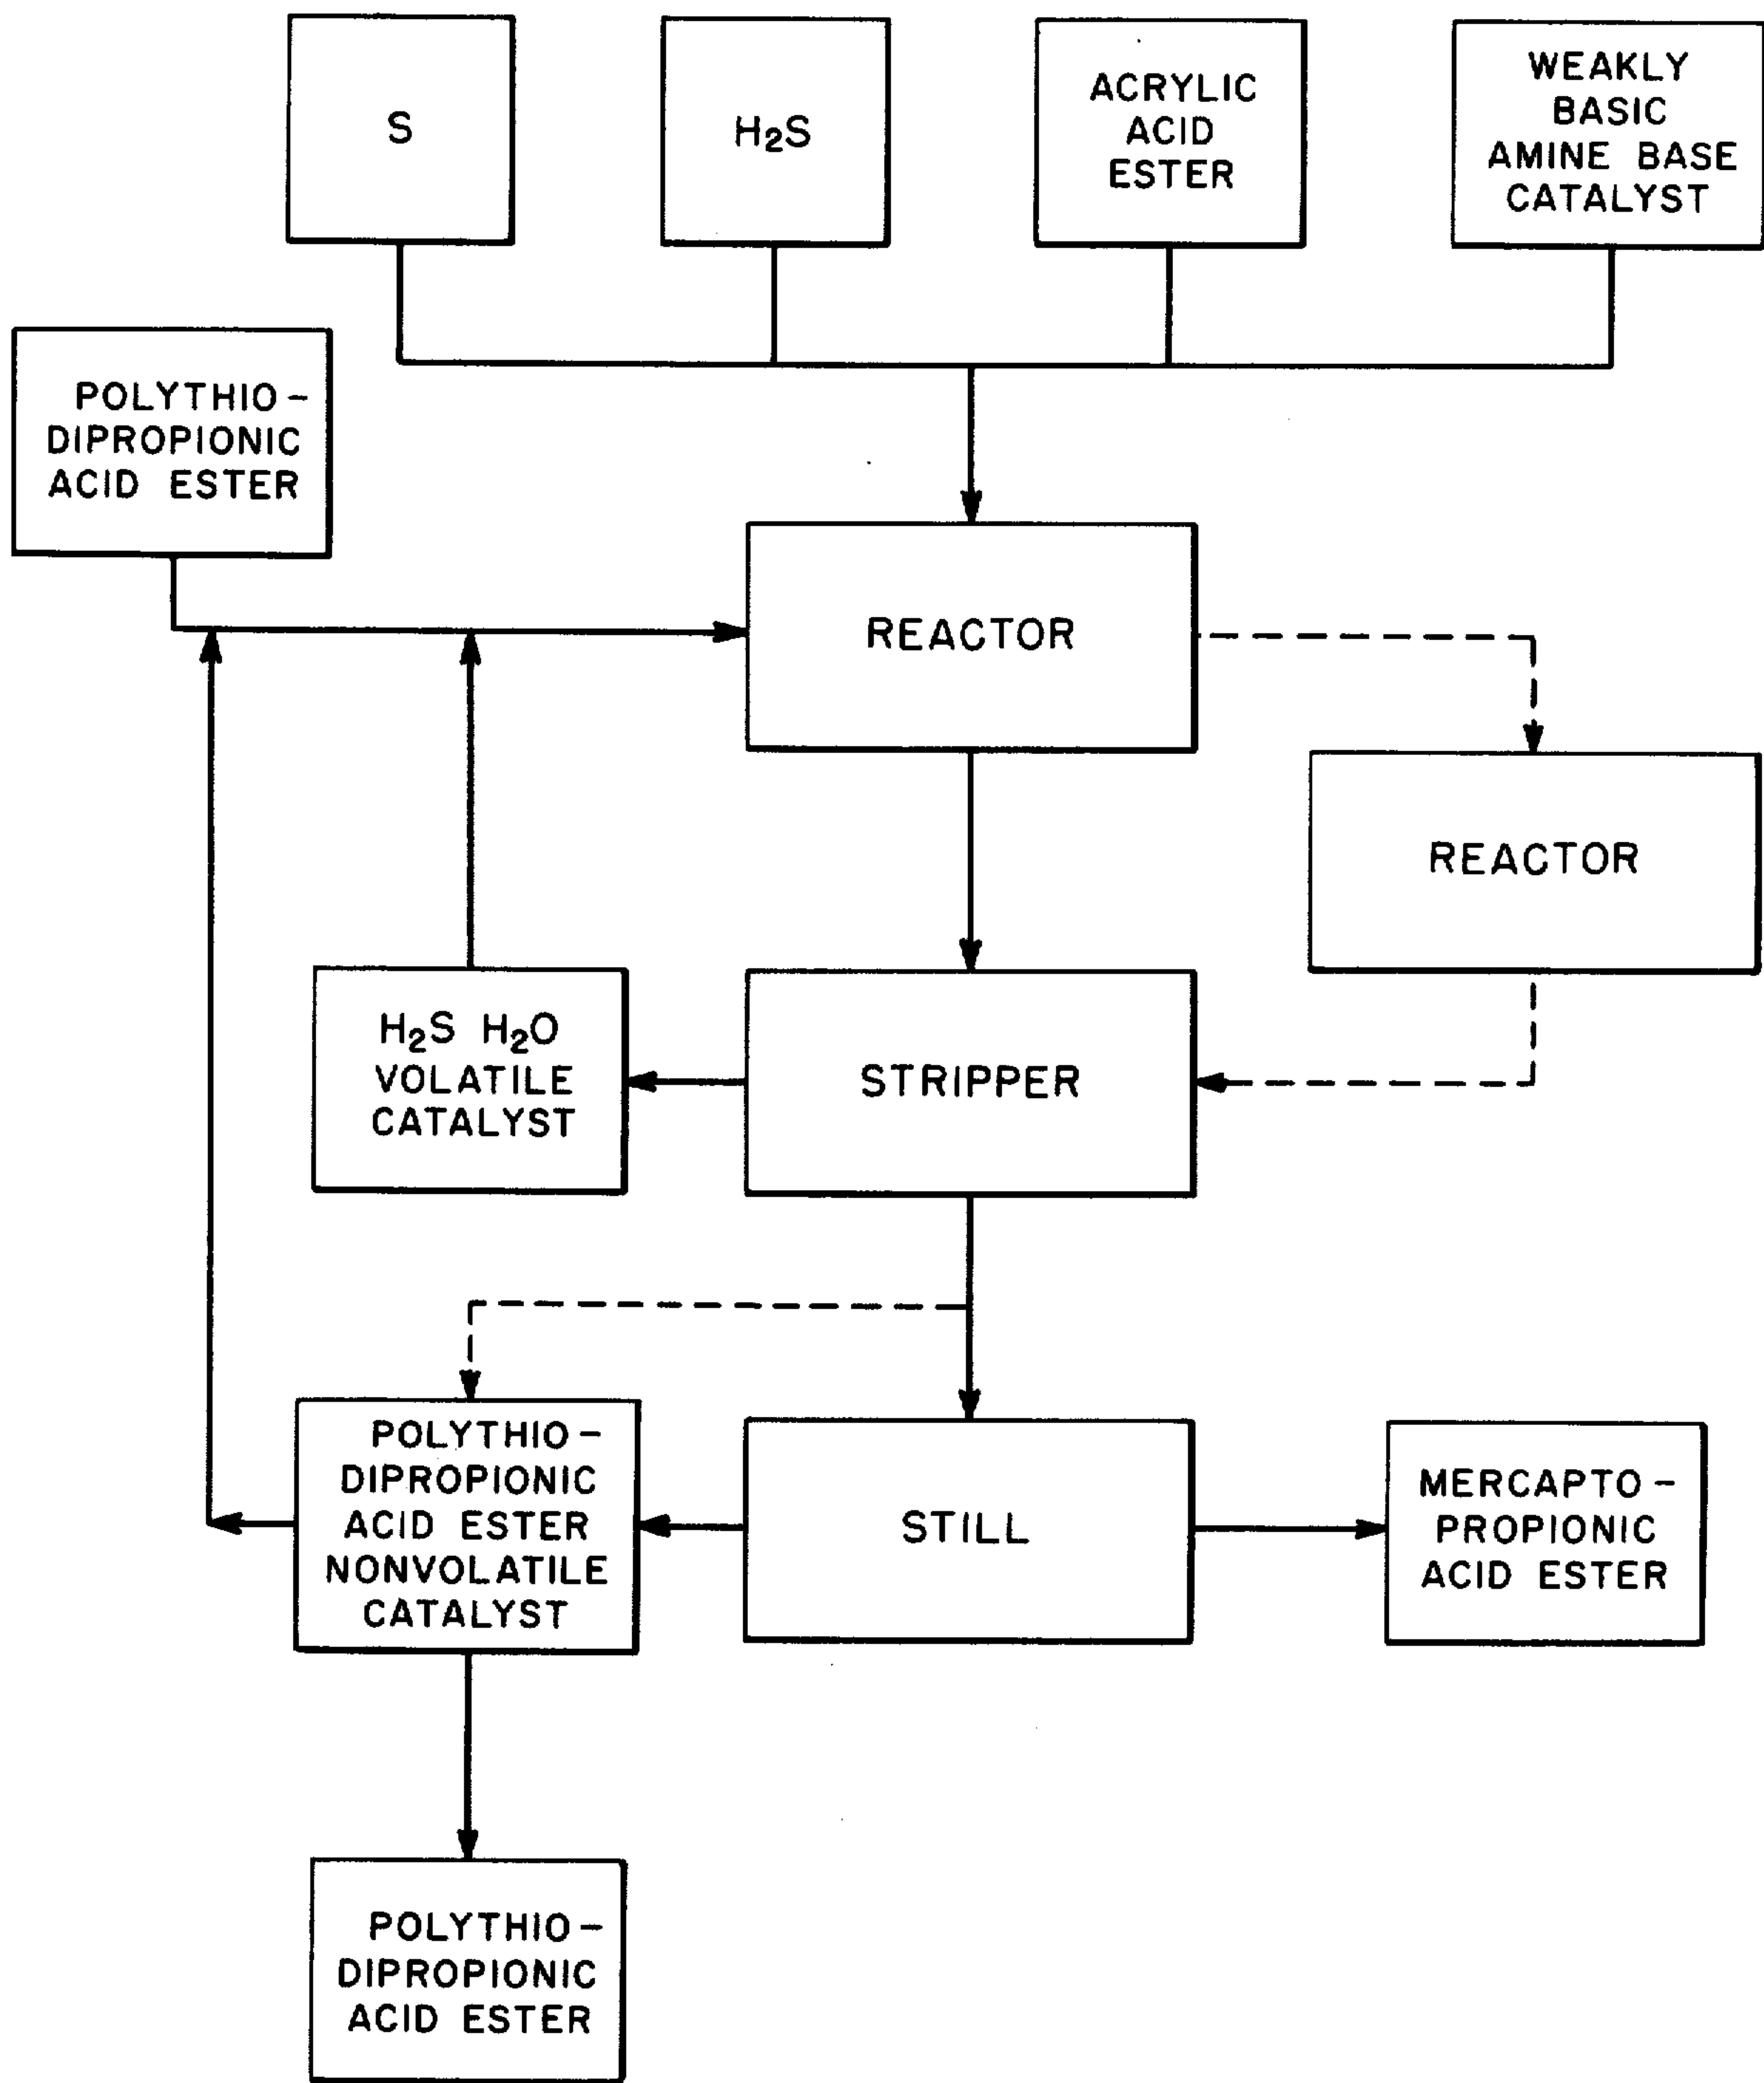 S
H₂S
ACRYLIC
ACID
ESTER
WEAKLY
BASIC
AMINE BASE
CATALYST
POLYTHIO-
DIPROPIONIC
ACID ESTER
REACTOR
REACTOR
H₂S H₂O
VOLATILE
CATALYST
STRIPPER
POLYTHIO-
DIPROPIONIC
ACID ESTER
NONVOLATILE
CATALYST
STILL
MERCAPTO-
PROPIONIC
ACID ESTER
POLYTHIO-
DIPROPIONIC
ACID ESTER